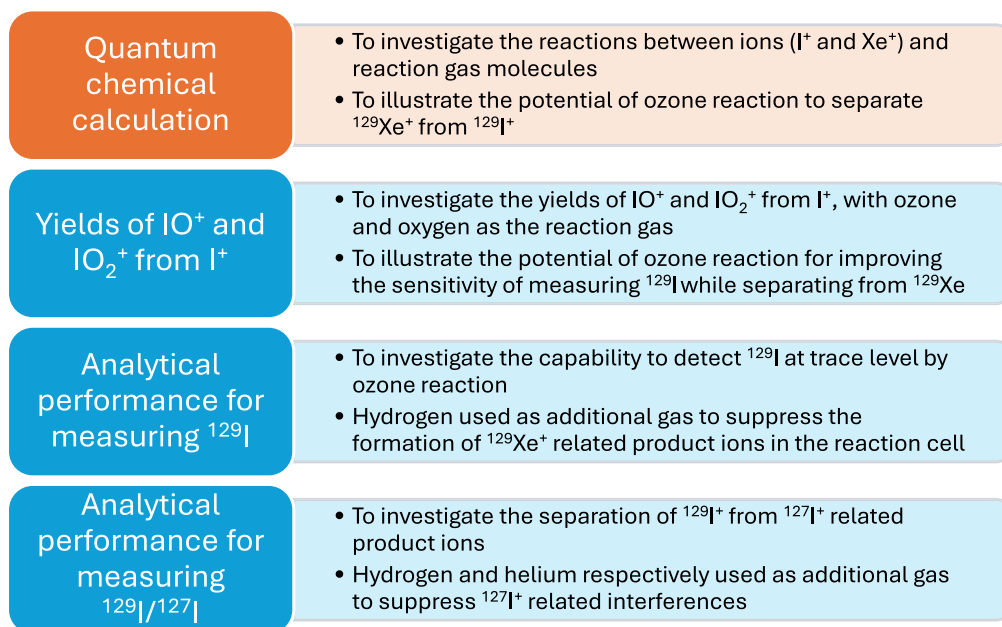 Quantum
chemical
calculation
• To investigate the reactions between ions (I⁺ and Xe⁺) and
reaction gas molecules
• To illustrate the potential of ozone reaction to separate
¹²⁹Xe⁺ from ¹²⁹I⁺
Yields of IO⁺ and
IO₂⁺ from I⁺
• To investigate the yields of IO⁺ and IO₂⁺ from I⁺, with ozone
and oxygen as the reaction gas
• To illustrate the potential of ozone reaction for improving
the sensitivity of measuring ¹²⁹I while separating from ¹²⁹Xe
Analytical
performance for
measuring ¹²⁹I
• To investigate the capability to detect ¹²⁹I at trace level by
ozone reaction
• Hydrogen used as additional gas to suppress the
formation of ¹²⁹Xe⁺ related product ions in the reaction cell
Analytical
performance for
measuring
¹²⁹I/¹²⁷I
• To investigate the separation of ¹²⁹I⁺ from ¹²⁷I⁺ related
product ions
• Hydrogen and helium respectively used as additional gas
to suppress ¹²⁷I⁺ related interferences